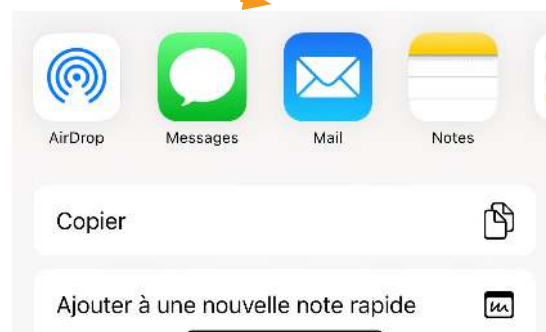 AirDrop Messages Mail Notes
Copier
Ajouter à une nouvelle note rapide